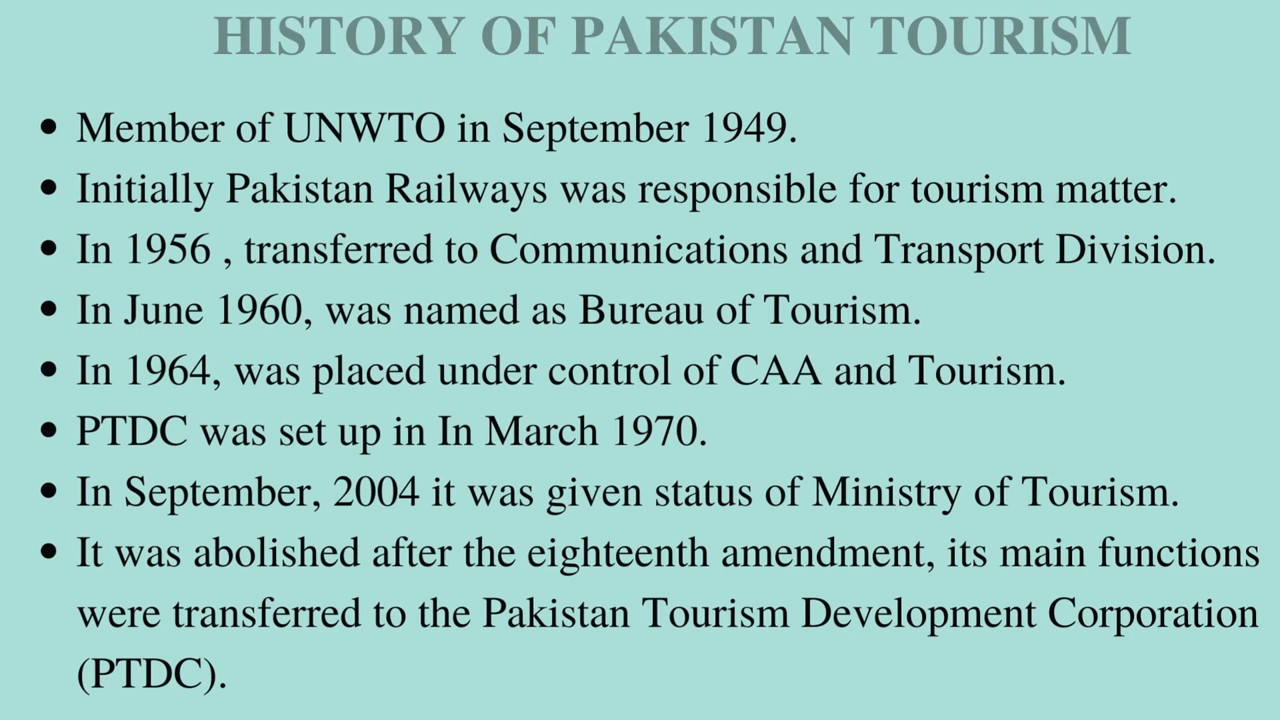 HISTORY OF PAKISTAN TOURISM
• Member of UNWTO in September 1949.
• Initially Pakistan Railways was responsible for tourism matter.
• In 1956 , transferred to Communications and Transport Division.
• In June 1960, was named as Bureau of Tourism.
• In 1964, was placed under control of CAA and Tourism.
• PTDC was set up in In March 1970.
• In September, 2004 it was given status of Ministry of Tourism.
• It was abolished after the eighteenth amendment, its main functions
were transferred to the Pakistan Tourism Development Corporation
(PTDC).